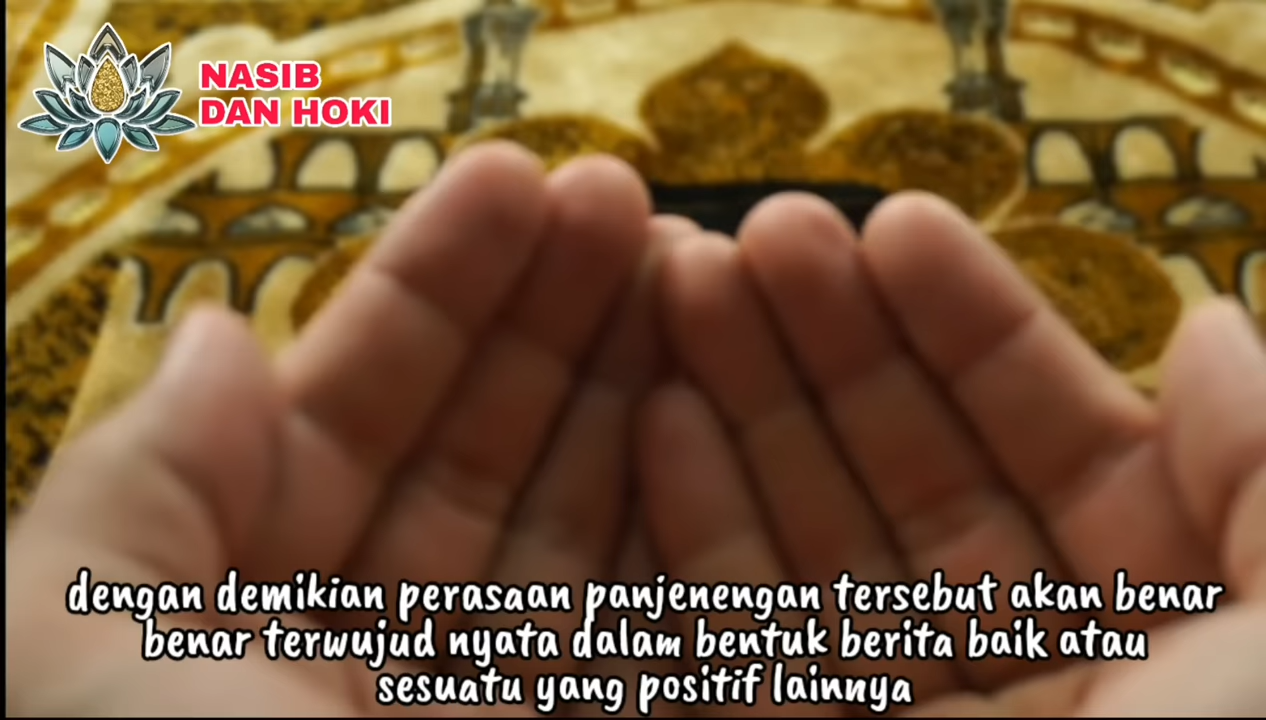 NASIB
DAN HOKI
dengan demikian perasaan panjenengan tersebut akan benar
benar terwujud nyata dalam bentuk berita baik atau
sesuatu yang positif lainnya